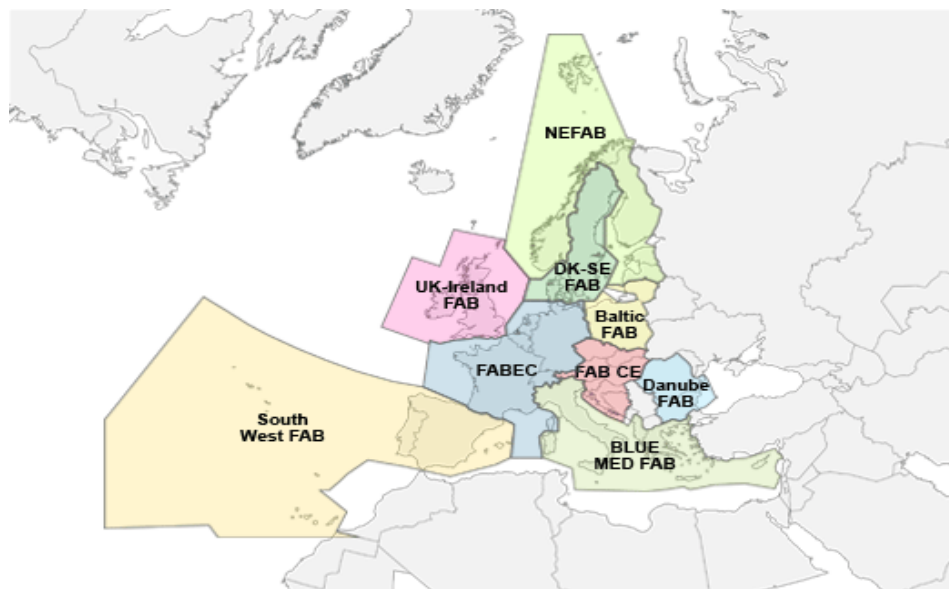 NEFAB
DK-SE
FAB
UK-Ireland
FAB
Baltic
FAB
FABEC
FAB CE
Danube
FAB
South
West FAB
BLUE
MED FAB